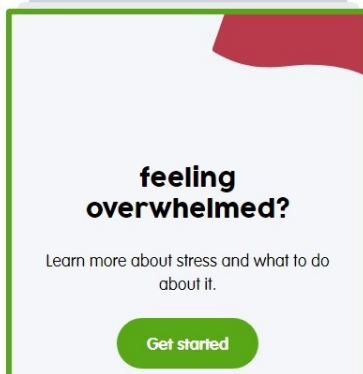 feeling
overwhelmed?
Learn more about stress and what to do
about it.
Get started